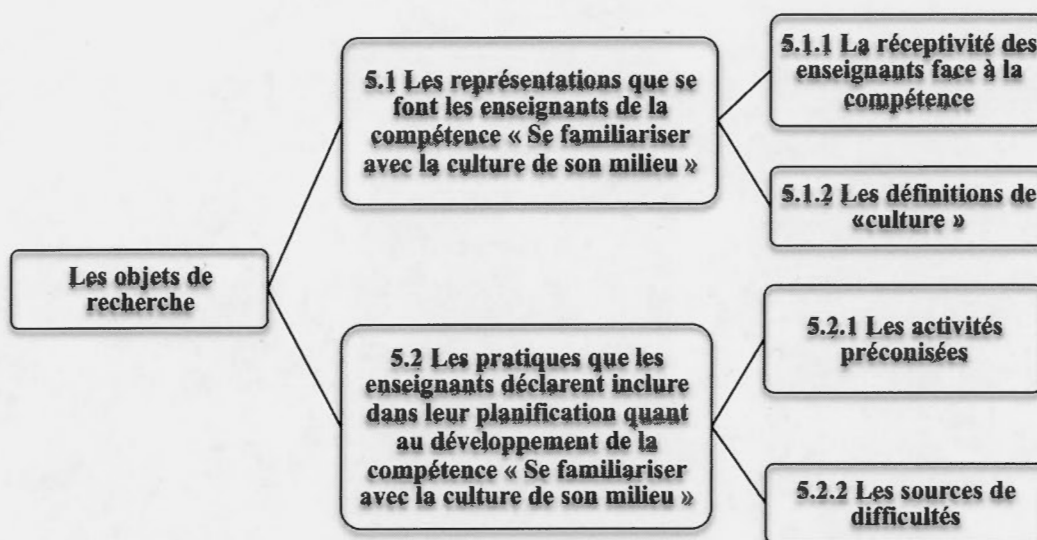 Les objets de
recherche
5.1 Les représentations que se
font les enseignants de la
compétence « Se familiariser
avec la culture de son milieu »
5.1.1 La réceptivité des
enseignants face à la
compétence
5.1.2 Les définitions de
«culture »
5.2 Les pratiques que les
enseignants déclarent inclure
dans leur planification quant
au développement de la
compétence « Se familiariser
avec la culture de son milieu »
5.2.1 Les activités
préconisées
5.2.2 Les sources de
difficultés